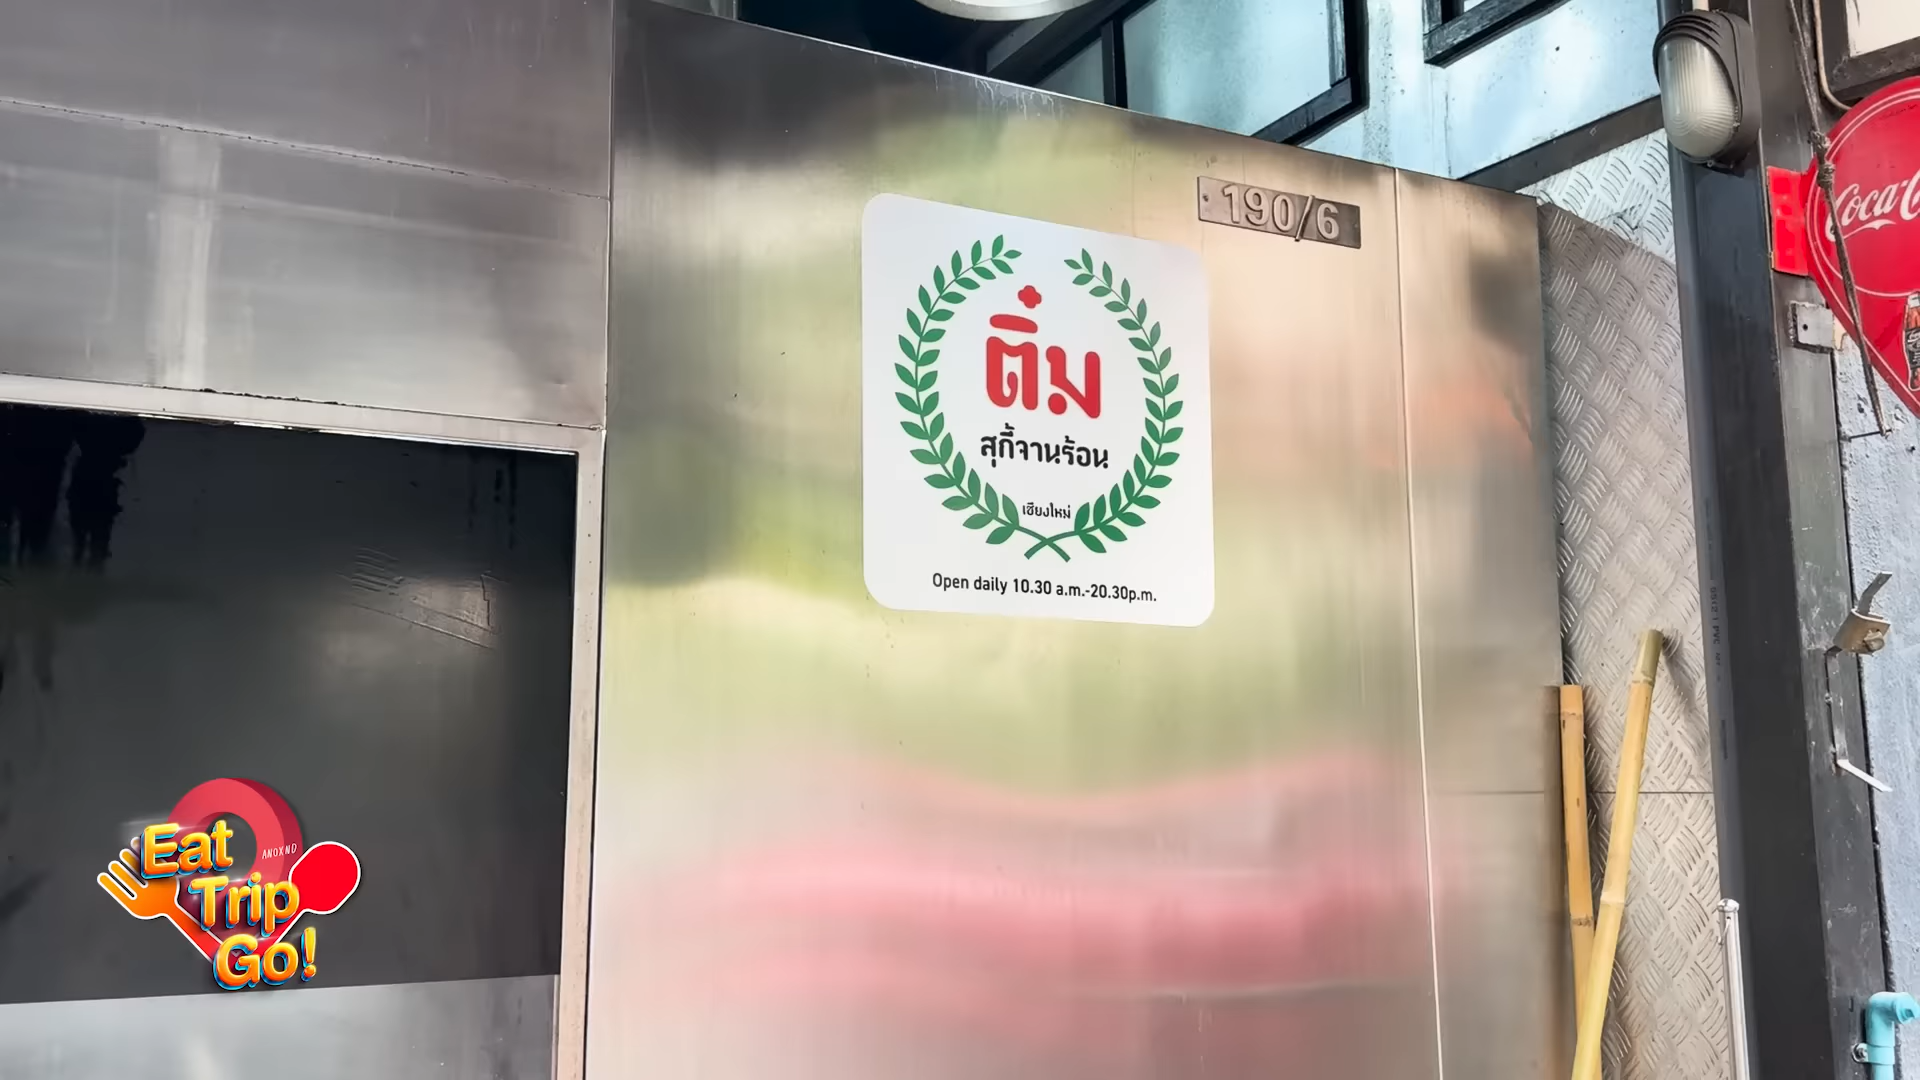 190/6
Coca-C
ติ๋ม
สุกี้จานร้อน
เชียงใหม่
Open daily 10.30 a.m.-20.30p.m.
Eat
ANOXND
Trip
Go!